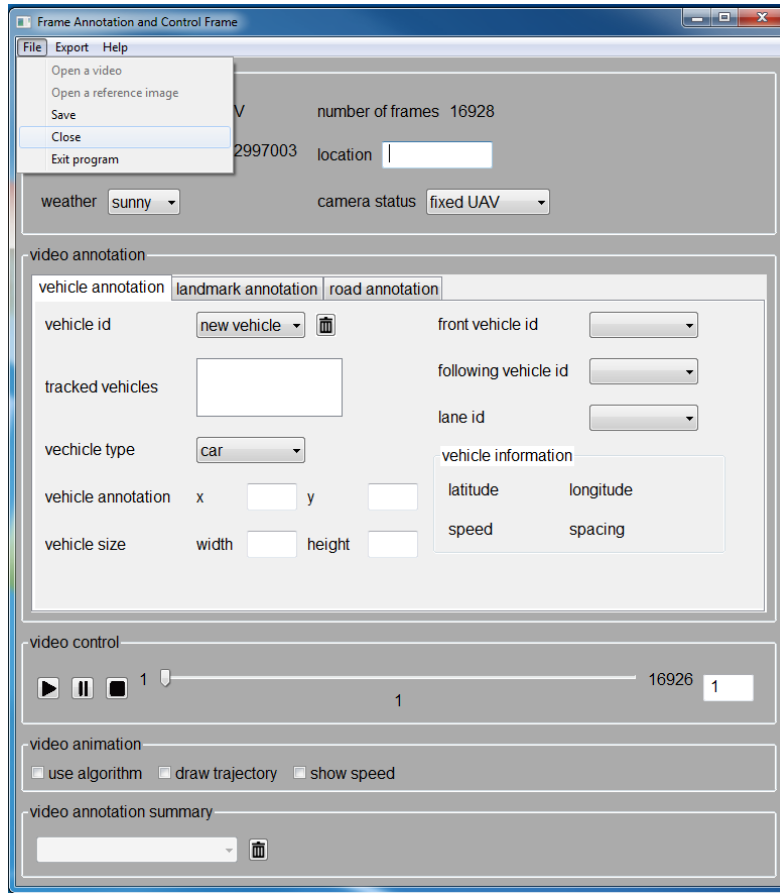 Frame Annotation and Control Frame
File Export Help
Open a video
Open a reference image
Save
Close
Exit program
V number of frames 16928
2997003 location
weather sunny camera status fixed UAV
video annotation
vehicle annotation landmark annotation road annotation
vehicle id new vehicle front vehicle id
following vehicle id
tracked vehicles
lane id
vechicle type car
vehicle information
vehicle annotation x y latitude longitude
vehicle size width height speed spacing
video control
1 16926 1
1
video animation
use algorithm draw trajectory show speed
video annotation summary